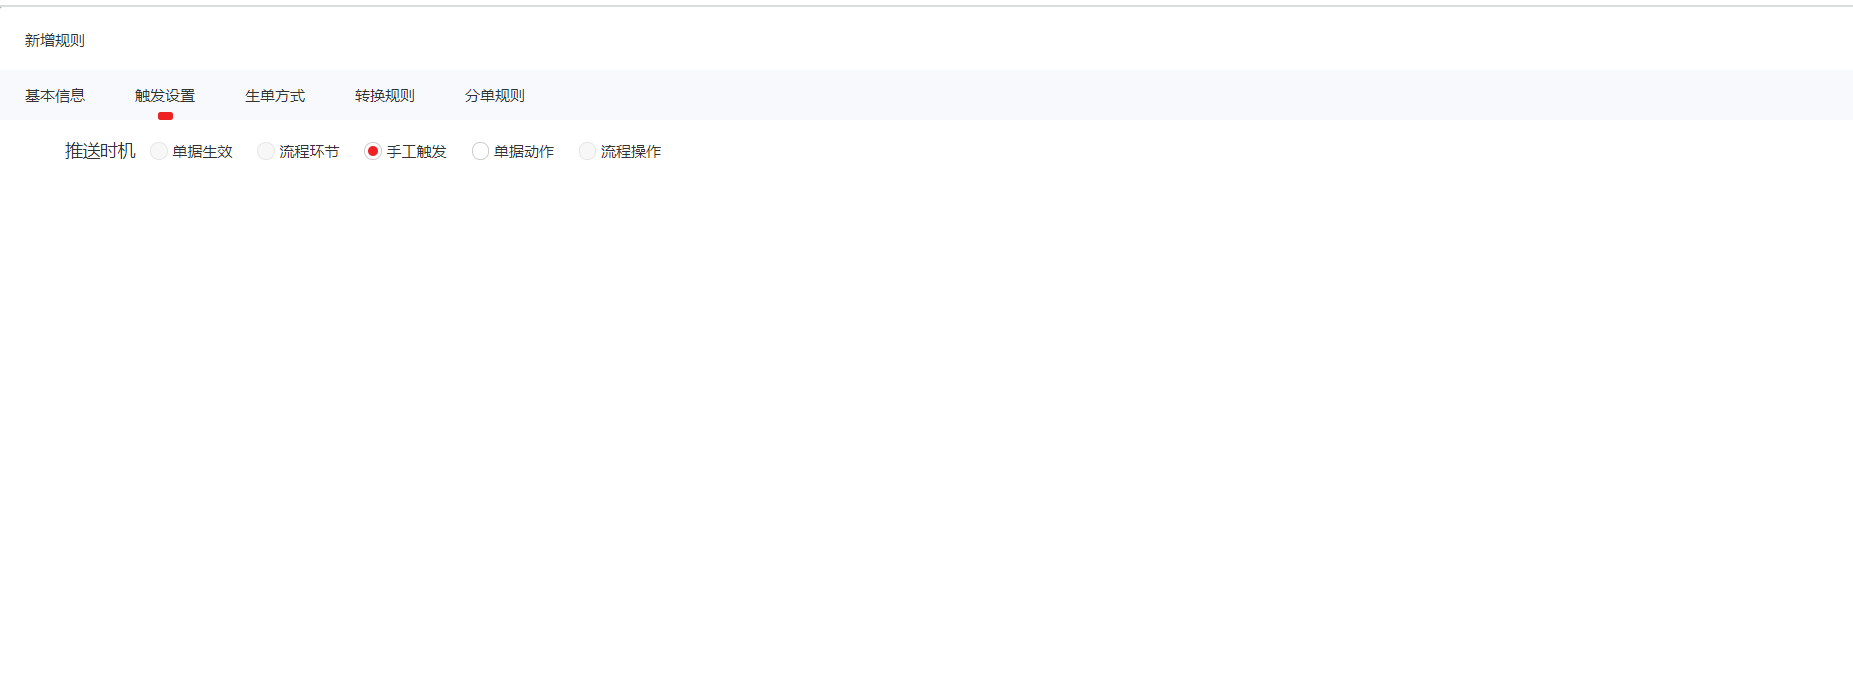 新增规则
基本信息 触发设置 生单方式 转换规则 分单规则
推送时机 单据生效 流程环节 手工触发 单据动作 流程操作